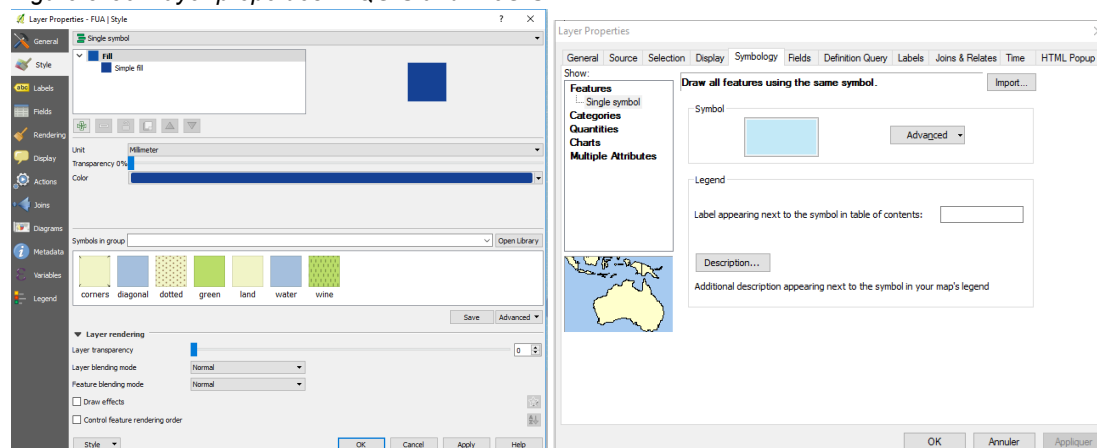 Layer Properties - FUA | Style
General
Style
Labels
Fields
Rendering
Display
Actions
Joins
Diagrams
Metadata
Variables
Legend
Single symbol
Fill
Simple fill
Unit
Millimeter
Transparency 0%
Color
Symbols in group
Open Library
corners diagonal dotted green land water wine
Save
Advanced
Layer rendering
Layer transparency
0
Layer blending mode
Normal
Feature blending mode
Normal
Draw effects
Control feature rendering order
Style
OK
Cancel
Apply
Help
Layer Properties
General Source Selection Display Symbology Fields Definition Query Labels Joins & Relates Time HTML Popup
Show:
Features
Single symbol
Categories
Quantities
Charts
Multiple Attributes
Draw all features using the same symbol.
Import...
Symbol
Advanced
Legend
Label appearing next to the symbol in table of contents:
Description...
Additional description appearing next to the symbol in your map's legend
OK
Annuler
Appliquer